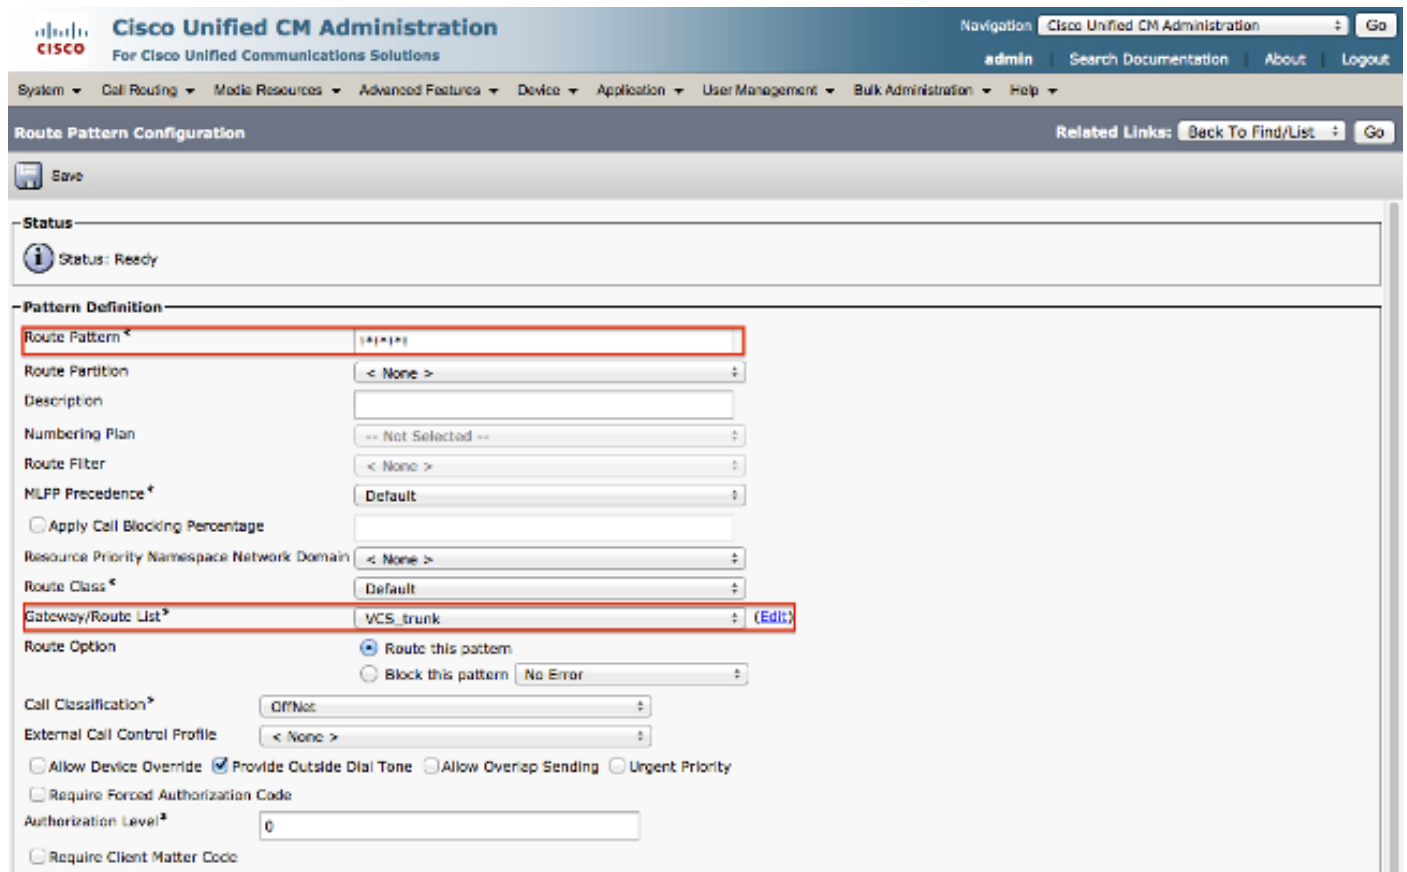 cisco
Cisco Unified CM Administration
For Cisco Unified Communications Solutions
Navigation Cisco Unified CM Administration Go
admin Search Documentation About Logout
System Call Routing Media Resources Advanced Features Device Application User Management Bulk Administration Help
Route Pattern Configuration
Related Links: Back To Find/List Go
Save
Status
Status: Ready
Pattern Definition
Route Pattern * !*!*!*!
Route Partition < None >
Description
Numbering Plan -- Not Selected --
Route Filter < None >
MLPP Precedence * Default
Apply Call Blocking Percentage
Resource Priority Namespace Network Domain < None >
Route Class * Default
Gateway/Route List * VCS_trunk (Edit)
Route Option Route this pattern
Block this pattern No Error
Call Classification * OffNet
External Call Control Profile < None >
Allow Device Override Provide Outside Dial Tone Allow Overlap Sending Urgent Priority
Require Forced Authorization Code
Authorization Level * 0
Require Client Matter Code